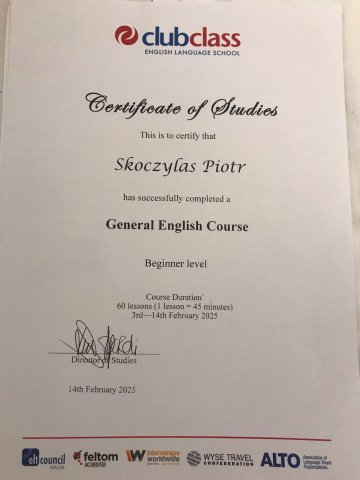 clubclass
ENGLISH LANGUAGE SCHOOL
Certificate of Studies
This is to certify that
Skoczylas Piotr
has successfully completed a
General English Course
Beginner level
Course Duration
60 lessons (1 lesson = 45 minutes)
3rd—14th February 2025
Director of Studies
14th February 2025
elt council
MALTA
feltom
ACCREDITED
internships
worldwide
WYSE TRAVEL
CONFEDERATION
ALTO
Association of
Language Travel
Organisations